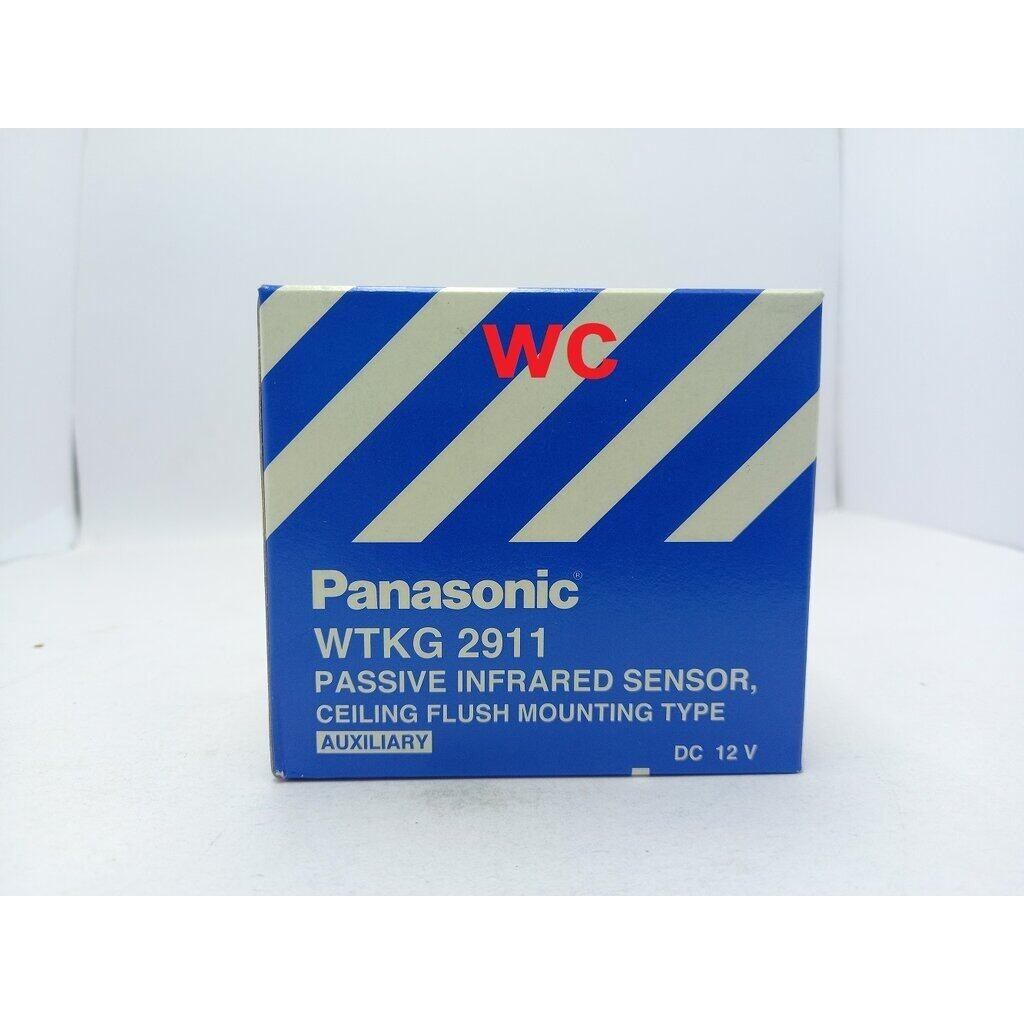 WC
Panasonic®
WTKG 2911
PASSIVE INFRARED SENSOR,
CEILING FLUSH MOUNTING TYPE
AUXILIARY
DC 12 V